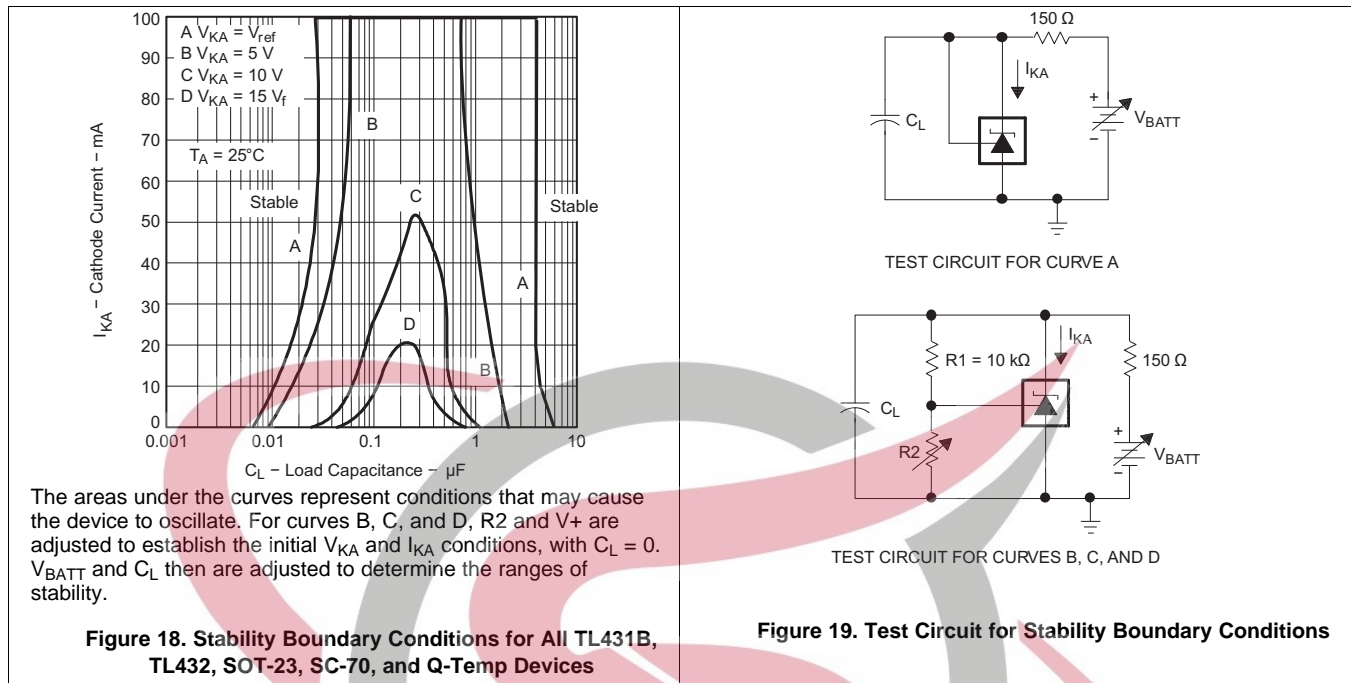 100
90
80
70
60
50
40
30
20
10
0
I_KA – Cathode Current – mA
A V_KA = V_ref
B V_KA = 5 V
C V_KA = 10 V
D V_KA = 15 V_f
T_A = 25°C
B
Stable
C
Stable
A
A
D
B
0.001 0.01 0.1 1 10
C_L – Load Capacitance – µF
The areas under the curves represent conditions that may cause
the device to oscillate. For curves B, C, and D, R2 and V+ are
adjusted to establish the initial V_KA and I_KA conditions, with C_L = 0.
V_BATT and C_L then are adjusted to determine the ranges of
stability.
Figure 18. Stability Boundary Conditions for All TL431B,
TL432, SOT-23, SC-70, and Q-Temp Devices
150 Ω
I_KA
C_L
+
V_BATT
–
TEST CIRCUIT FOR CURVE A
I_KA
R1 = 10 kΩ
150 Ω
C_L
R2
+
V_BATT
–
TEST CIRCUIT FOR CURVES B, C, AND D
Figure 19. Test Circuit for Stability Boundary Conditions